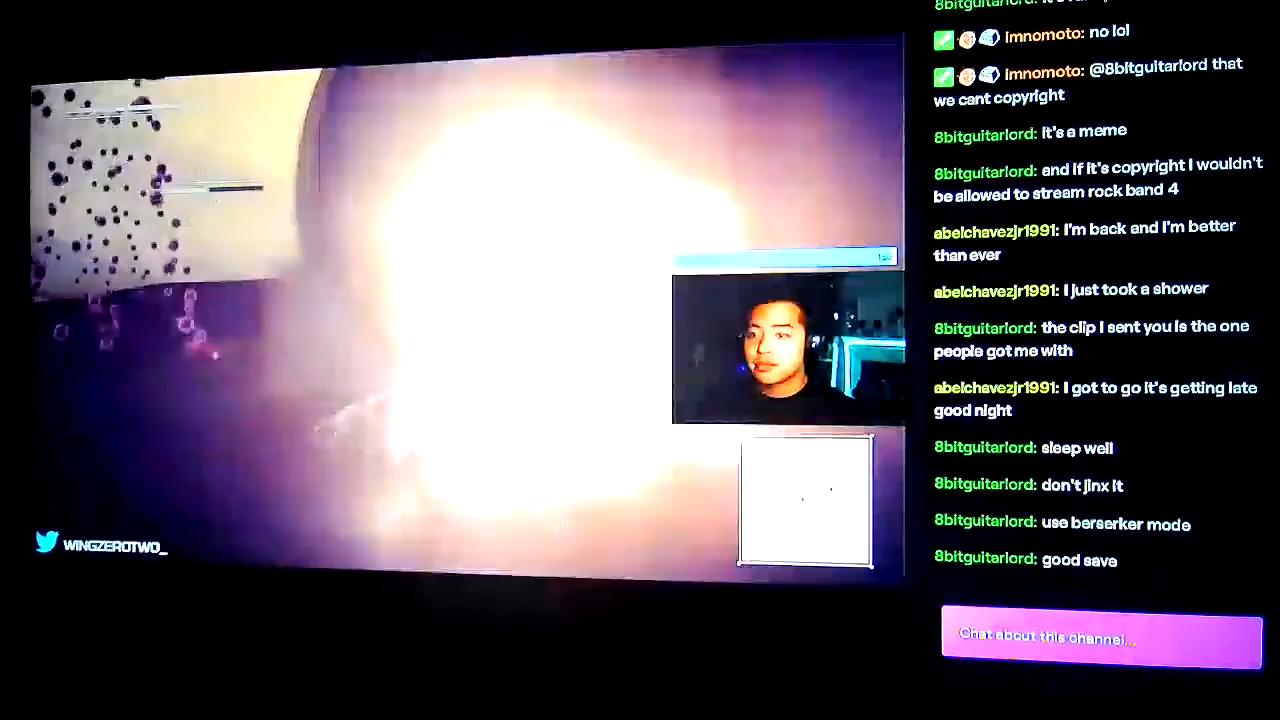 8bitguitarlord:
imnomoto: no lol
imnomoto: @8bitguitarlord that
we cant copyright
8bitguitarlord: it's a meme
8bitguitarlord: and if it's copyright I wouldn't
be allowed to stream rock band 4
abelchavezjr1991: I'm back and I'm better
than ever
abelchavezjr1991: I just took a shower
8bitguitarlord: the clip I sent you is the one
people got me with
abelchavezjr1991: I got to go it's getting late
good night
8bitguitarlord: sleep well
8bitguitarlord: don't jinx it
8bitguitarlord: use berserker mode
8bitguitarlord: good save
Chat about this channel...
WINGZEROTWO_